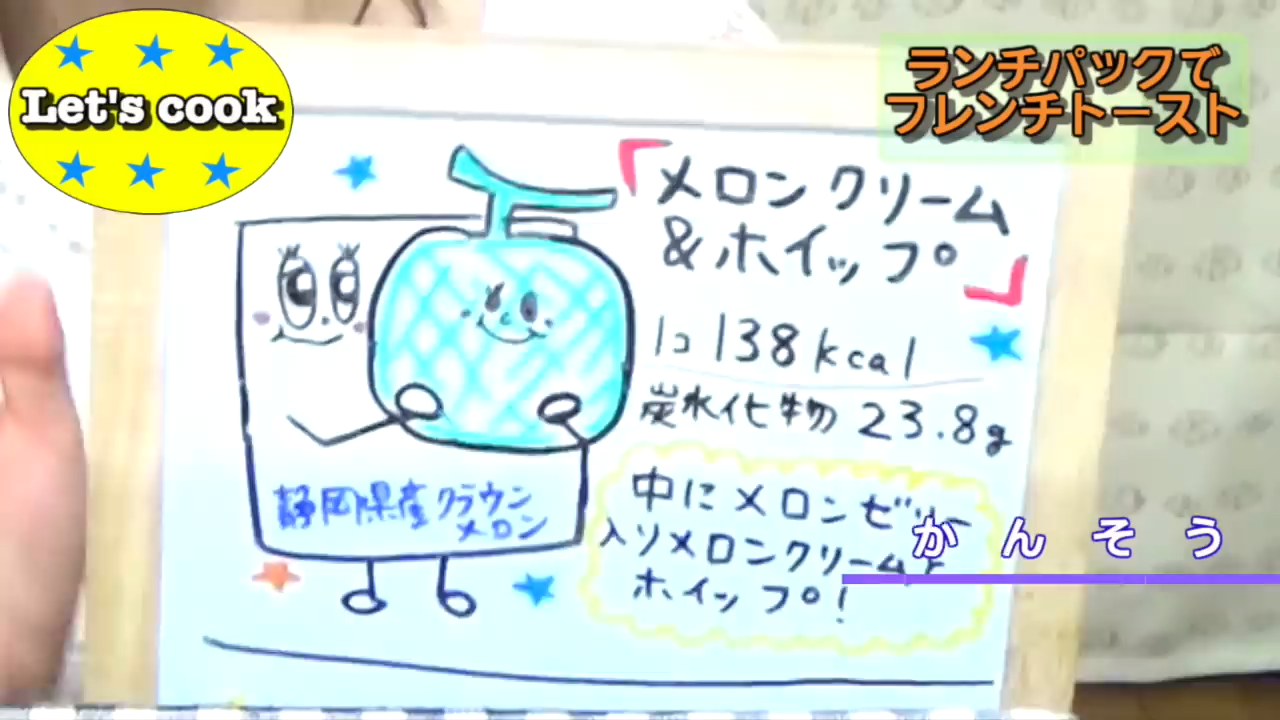 Let's cook
ランチパックで
フレンチトースト
「メロンクリーム
&ホイップ」
1コ 138kcal
炭水化物 23.8g
中にメロンゼリー
入リメロンクリームと
ホイップ!
静岡県産クラウン
メロン
かんそう